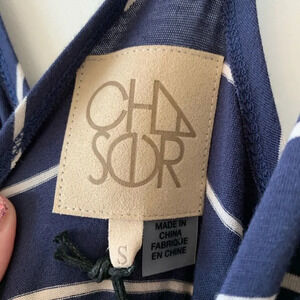 CHA
SER
S
MADE IN
CHINA
FABRIQUE
EN CHINE